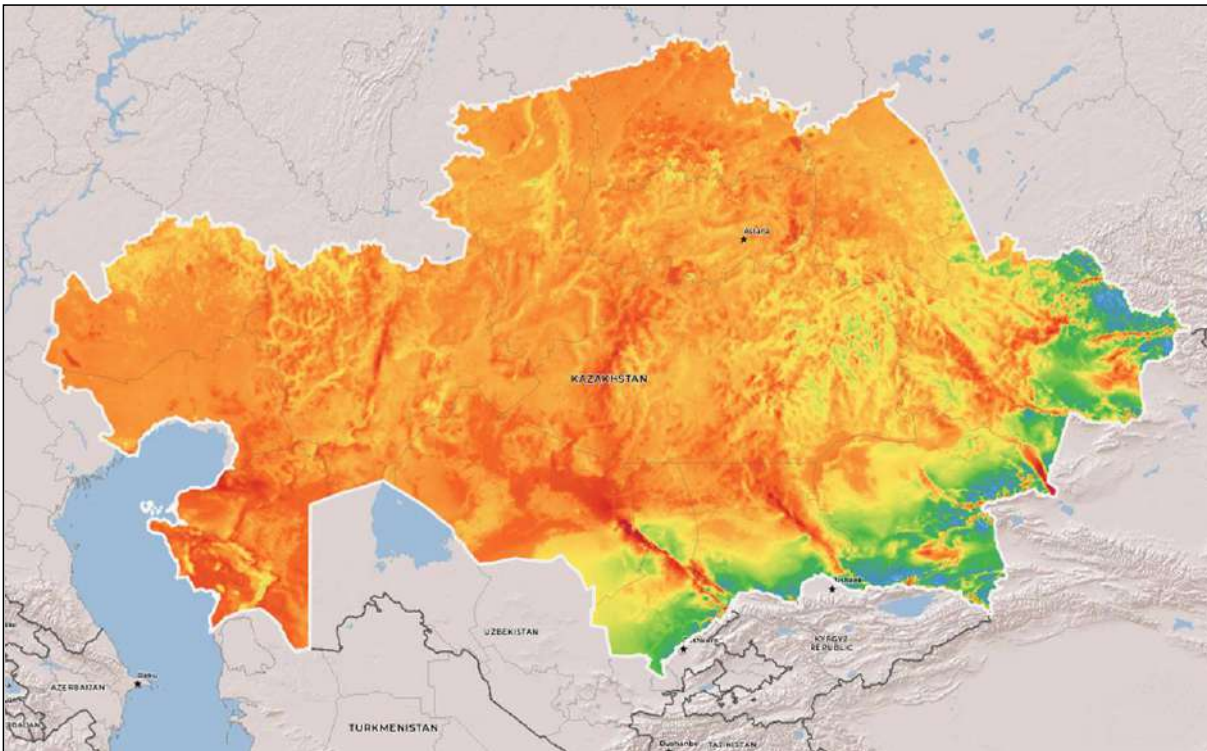 Astana
KAZAKHSTAN
UZBEKISTAN
KYRGYZ
REPUBLIC
AZERBAIJAN
Baku
TURKMENISTAN
Dushanbe
TAJIKISTAN